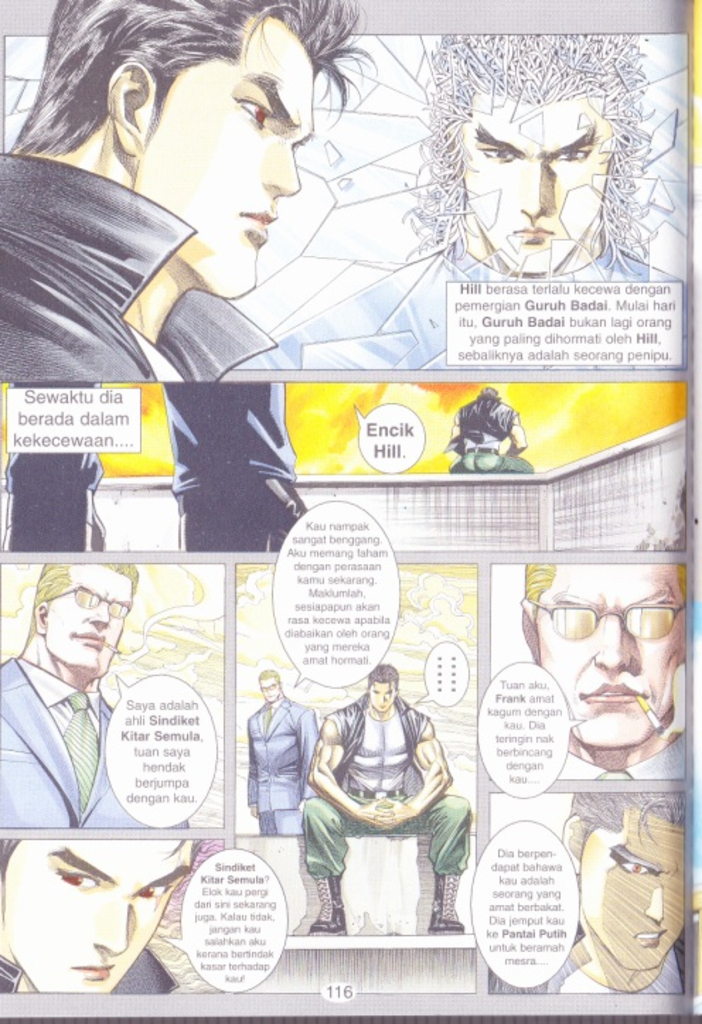 Hill berasa terlalu kecewa dengan
pemergian Guruh Badai. Mulai hari
itu, Guruh Badai bukan lagi orang
yang paling dihormati oleh Hill,
sebaliknya adalah seorang penipu.
Sewaktu dia
berada dalam
kekecewaan....
Encik
Hill.
Kau nampak
sangat benggang.
Aku memang faham
dengan perasaan
kamu sekarang.
Maklumlah,
sesiapapun akan
rasa kecewa apabila
diabaikan oleh orang
yang mereka
amat hormati.
Saya adalah
ahli Sindiket
Kitar Semula,
tuan saya
hendak
berjumpa
dengan kau.
Tuan aku,
Frank amat
kagum dengan
kau. Dia
teringin nak
berbincang
dengan
kau....
Sindiket
Kitar Semula?
Elok kau pergi
dari sini sekarang
juga. Kalau tidak,
jangan kau
salahkan aku
kerana bertindak
kasar terhadap
kau!
Dia berpen-
dapat bahawa
kau adalah
seorang yang
amat berbakat.
Dia jemput kau
ke Pantai Putih
untuk beramah
mesra....
116